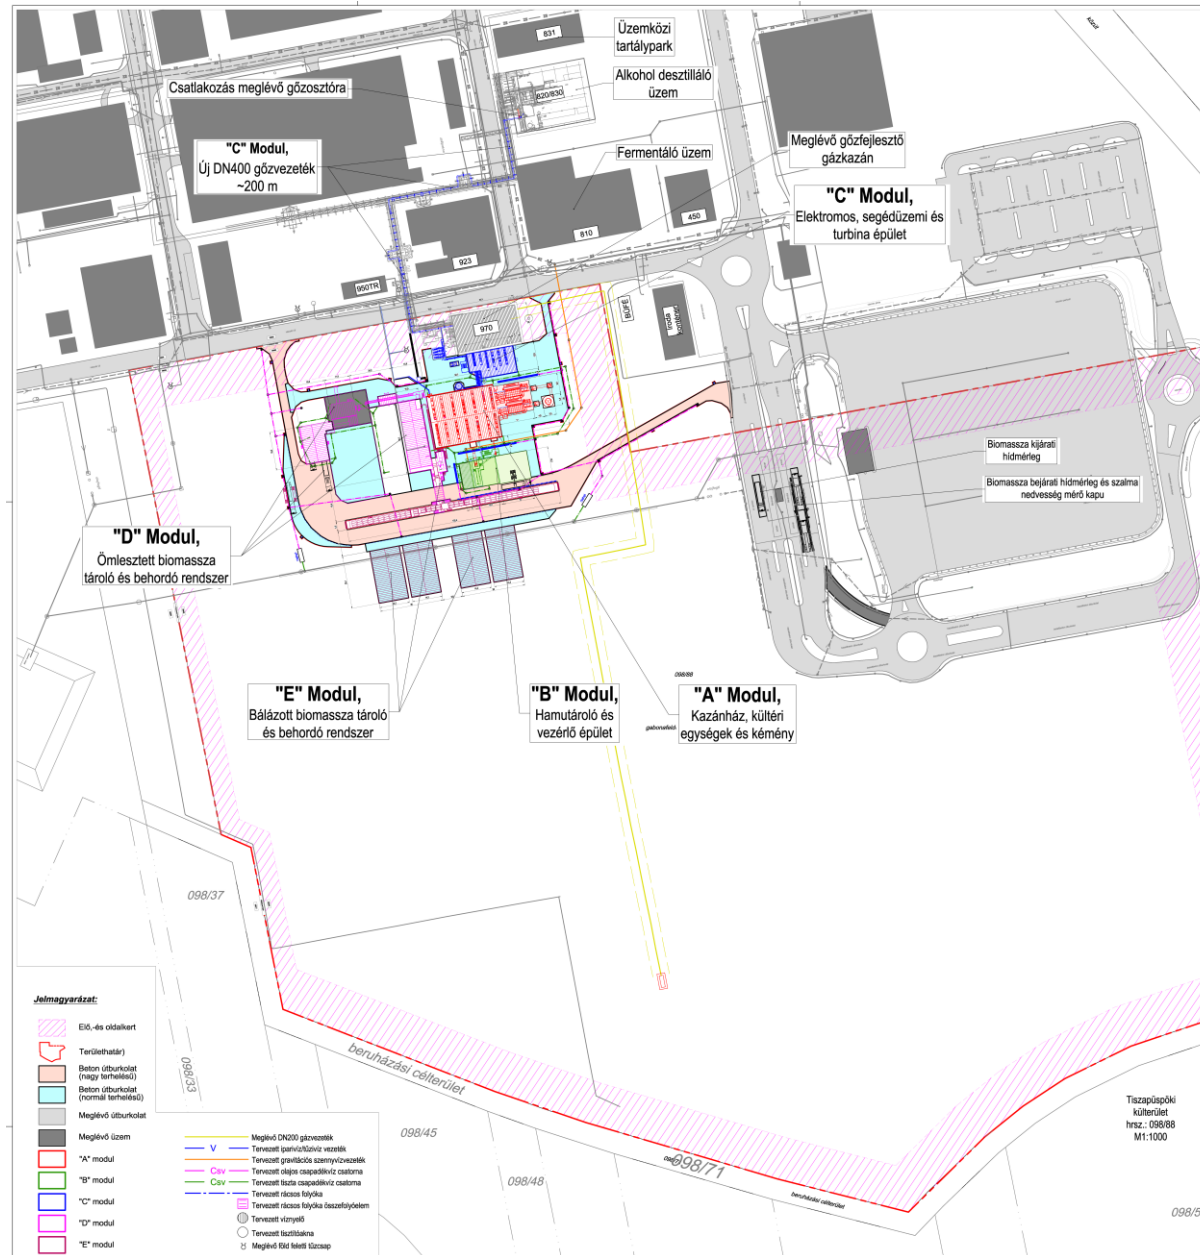 831
Üzemközi
tartálypark
Csatlakozás meglévő gőzosztóra
Alkohol desztilláló
üzem
820/830
"C" Modul,
Új DN400 gőzvezeték
~200 m
Fermentáló üzem
Meglévő gőzfejlesztő
gázkazán
"C" Modul,
Elektromos, segédüzemi és
turbina épület
450
810
923
950TR
970
BÜFÉ
Iroda
Biomassza kijárati
hídmérleg
Biomassza bejárati hídmérleg és szalma
nedvesség mérő kapu
"D" Modul,
Ömlesztett biomassza
tároló és behordó rendszer
"E" Modul,
Bálázott biomassza tároló
és behordó rendszer
"B" Modul,
Hamutároló és
vezérlő épület
"A" Modul,
Kazánház, kültéri
egységek és kémény
098/88
098/37
098/33
beruházási célterület
098/45
098/48
098/71
beruházási célterület
Tiszapüspöki
külterület
hrsz.: 098/88
M1:1000
098/5
Jelmagyarázat:
Elő,-és oldalkert
Területhatár)
Beton útburkolat
(nagy terhelésű)
Beton útburkolat
(normál terhelésű)
Meglévő útburkolat
Meglévő üzem
"A" modul
"B" modul
"C" modul
"D" modul
"E" modul
Meglévő DN200 gázvezeték
V Tervezett iparivíz/tűzivíz vezeték
Tervezett gravitációs szennyvízvezeték
Csv Tervezett olajos csapadékvíz csatorna
Csv Tervezett tiszta csapadékvíz csatorna
Tervezett rácsos folyóka
Tervezett rácsos folyóka összefolyóelem
Tervezett víznyelő
Tervezett tisztítóakna
Meglévő föld feletti tűzcsap